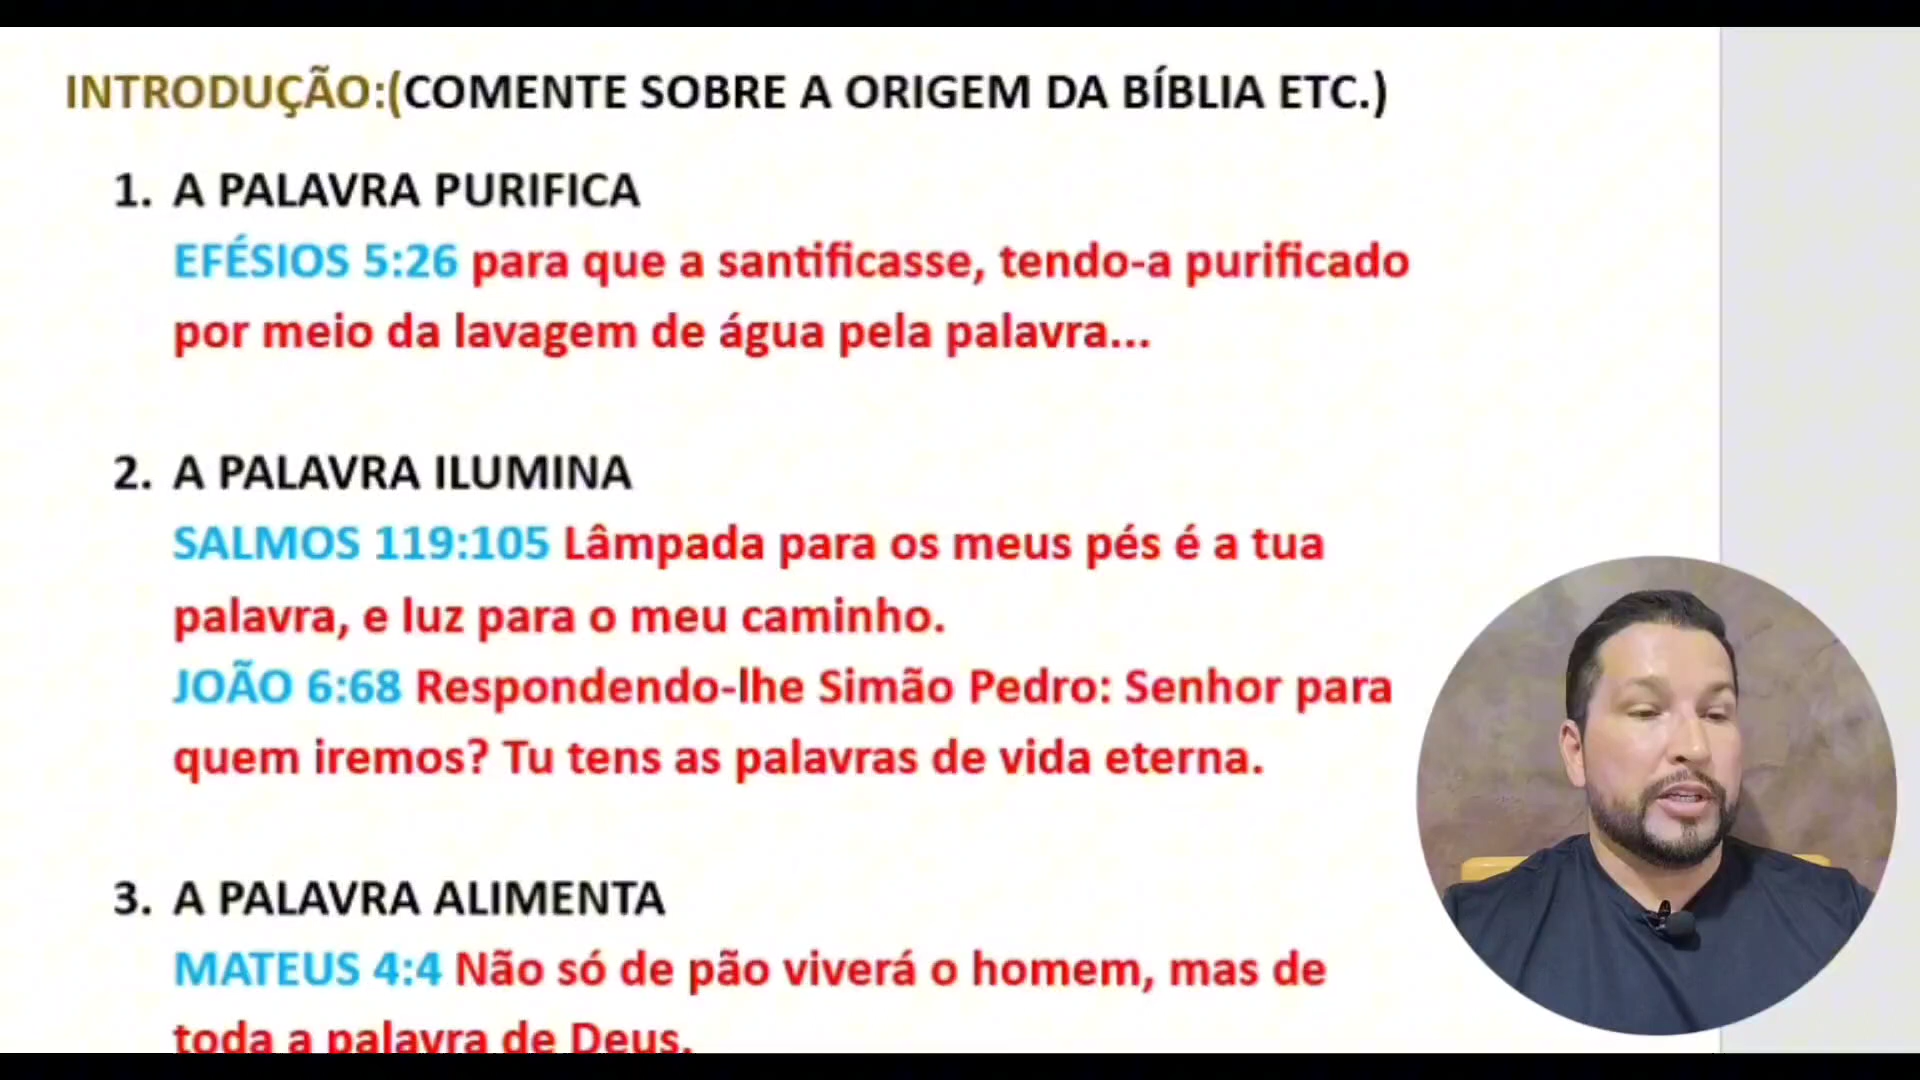 INTRODUÇÃO:(COMENTE SOBRE A ORIGEM DA BÍBLIA ETC.)
1. A PALAVRA PURIFICA
EFÉSIOS 5:26 para que a santificasse, tendo-a purificado
por meio da lavagem de água pela palavra...
2. A PALAVRA ILUMINA
SALMOS 119:105 Lâmpada para os meus pés é a tua
palavra, e luz para o meu caminho.
JOÃO 6:68 Respondendo-lhe Simão Pedro: Senhor para
quem iremos? Tu tens as palavras de vida eterna.
3. A PALAVRA ALIMENTA
MATEUS 4:4 Não só de pão viverá o homem, mas de
toda a palavra de Deus.